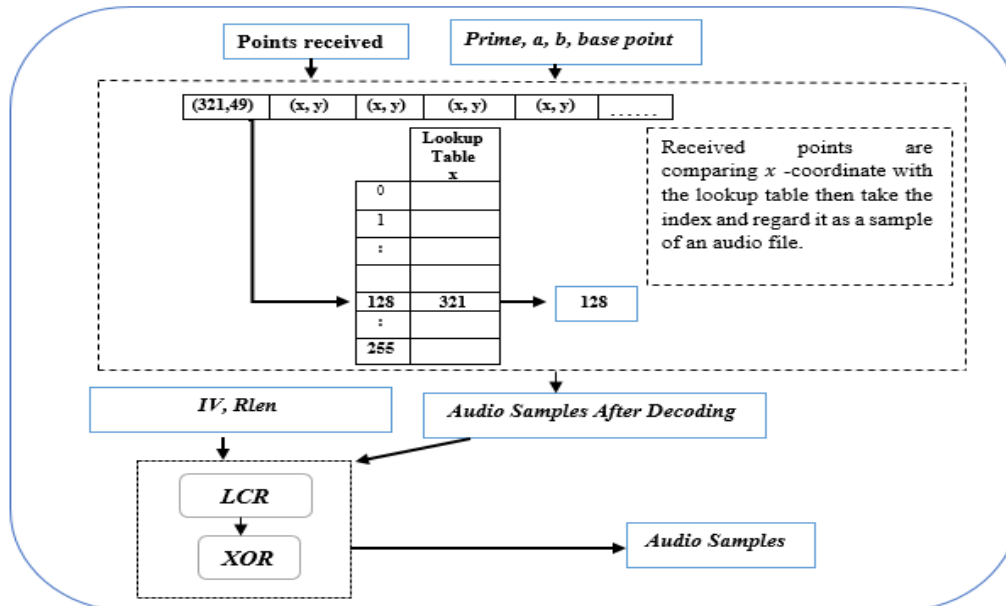 Points received
Prime, a, b, base point
(321,49) (x, y) (x, y) (x, y) (x, y) ......
Lookup
Table
x
0
1
:
128 321
:
255
128
Received points are
comparing x -coordinate with
the lookup table then take the
index and regard it as a sample
of an audio file.
IV, Rlen
Audio Samples After Decoding
LCR
XOR
Audio Samples